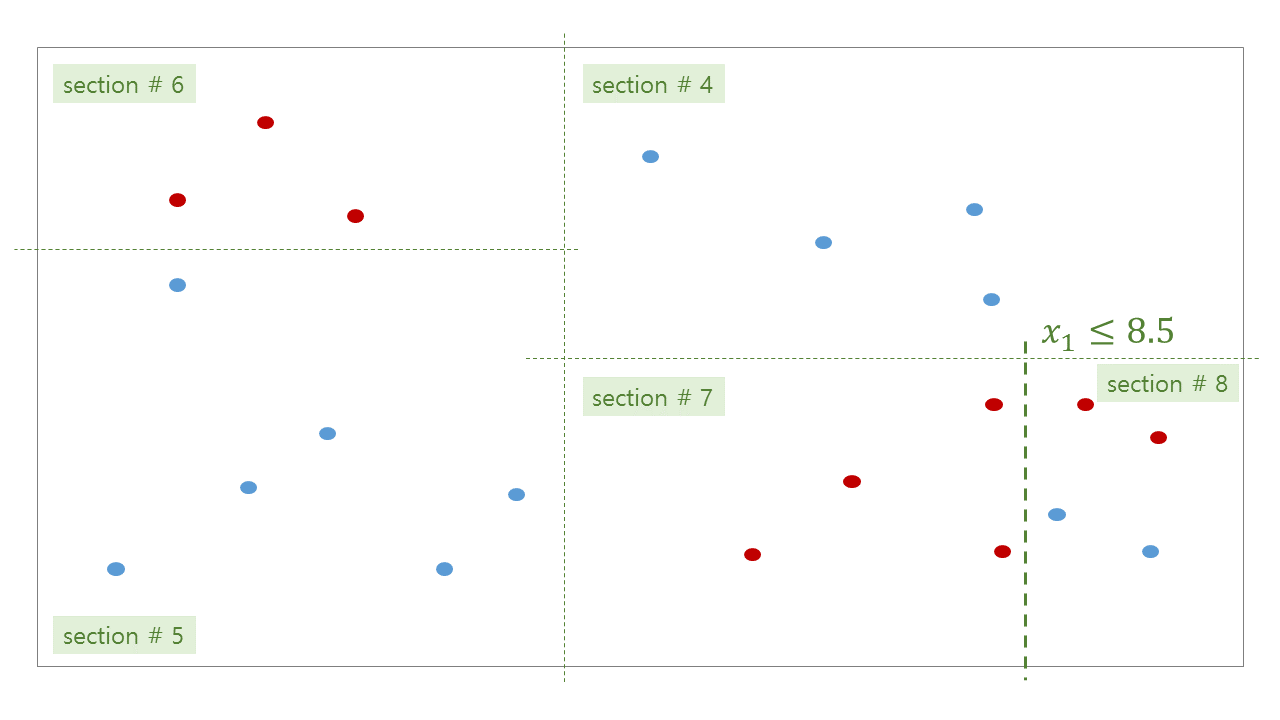 section # 6
section # 4
x₁ ≤ 8.5
section # 8
section # 7
section # 5